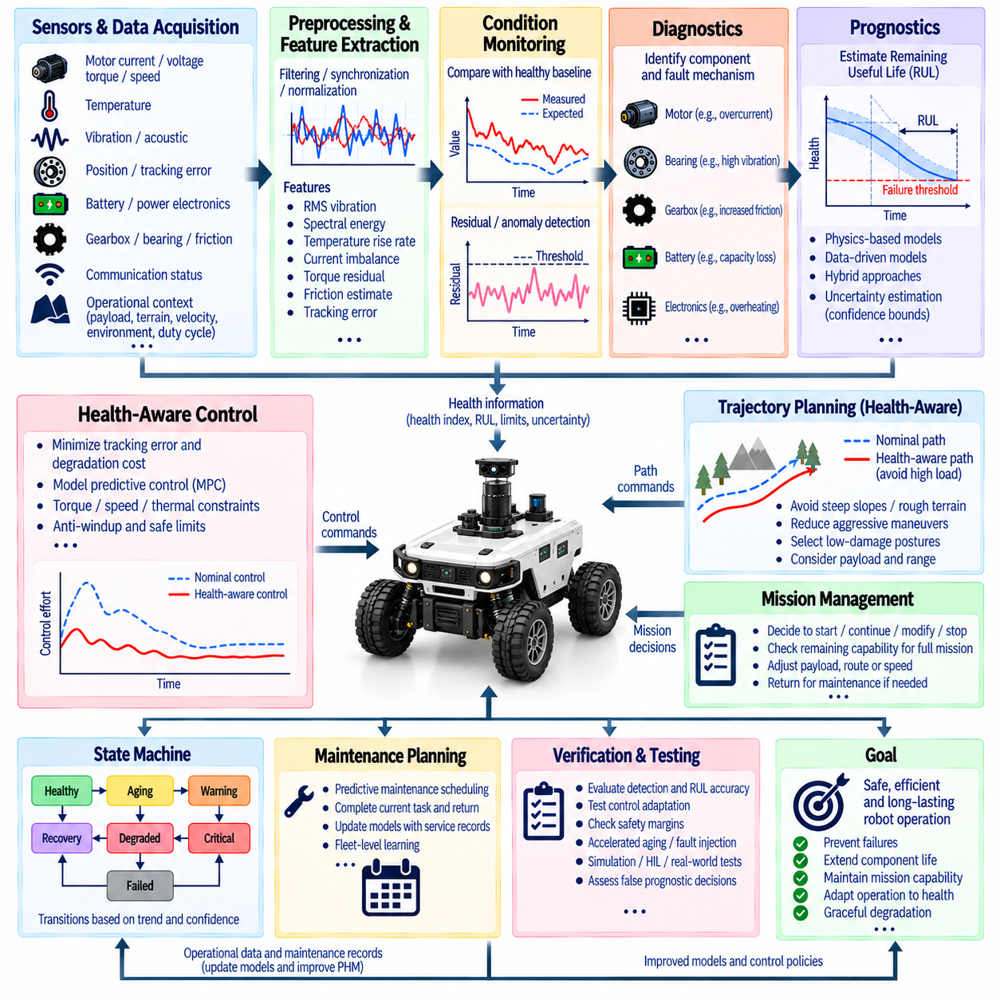 Sensors & Data Acquisition
Motor current / voltage
torque / speed
Temperature
Vibration / acoustic
Position / tracking error
Battery / power electronics
Gearbox / bearing / friction
Communication status
Operational context
(payload, terrain, velocity,
environment, duty cycle)
...
Preprocessing &
Feature Extraction
Filtering / synchronization
/ normalization
Features
• RMS vibration
• Spectral energy
• Temperature rise rate
• Current imbalance
• Torque residual
• Friction estimate
• Tracking error
...
Condition
Monitoring
Compare with healthy baseline
Measured
Expected
Value
Time
Residual / anomaly detection
Threshold
Residual
Time
Diagnostics
Identify component
and fault mechanism
Motor (e.g., overcurrent)
Bearing (e.g., high vibration)
Gearbox (e.g., increased friction)
Battery (e.g., capacity loss)
Electronics (e.g., overheating)
...
Prognostics
Estimate Remaining
Useful Life (RUL)
RUL
Health
Failure threshold
Time
• Physics-based models
• Data-driven models
• Hybrid approaches
• Uncertainty estimation
(confidence bounds)
...
Health information
(health index, RUL, limits, uncertainty)
Health-Aware Control
• Minimize tracking error and
degradation cost
• Model predictive control (MPC)
• Torque / speed / thermal constraints
• Anti-windup and safe limits
...
Nominal control
Health-aware control
Control effort
Time
Control
commands
Path
commands
Mission
decisions
Trajectory Planning (Health-Aware)
Nominal path
Health-aware path
(avoid high load)
• Avoid steep slopes / rough terrain
• Reduce aggressive maneuvers
• Select low-damage postures
• Consider payload and range
Mission Management
• Decide to start / continue / modify / stop
• Check remaining capability for full mission
• Adjust payload, route or speed
• Return for maintenance if needed
...
State Machine
Healthy
Aging
Warning
Recovery
Degraded
Critical
Failed
Transitions based on trend and confidence
Maintenance Planning
• Predictive maintenance scheduling
• Complete current task and return
• Update models with service records
• Fleet-level learning
...
Verification & Testing
• Evaluate detection and RUL accuracy
• Test control adaptation
• Check safety margins
• Accelerated aging / fault injection
• Simulation / HIL / real-world tests
• Assess false prognostic decisions
...
Goal
Safe, efficient
and long-lasting
robot operation
Prevent failures
Extend component life
Maintain mission capability
Adapt operation to health
Graceful degradation
...
Operational data and maintenance records
(update models and improve PHM)
Improved models and control policies